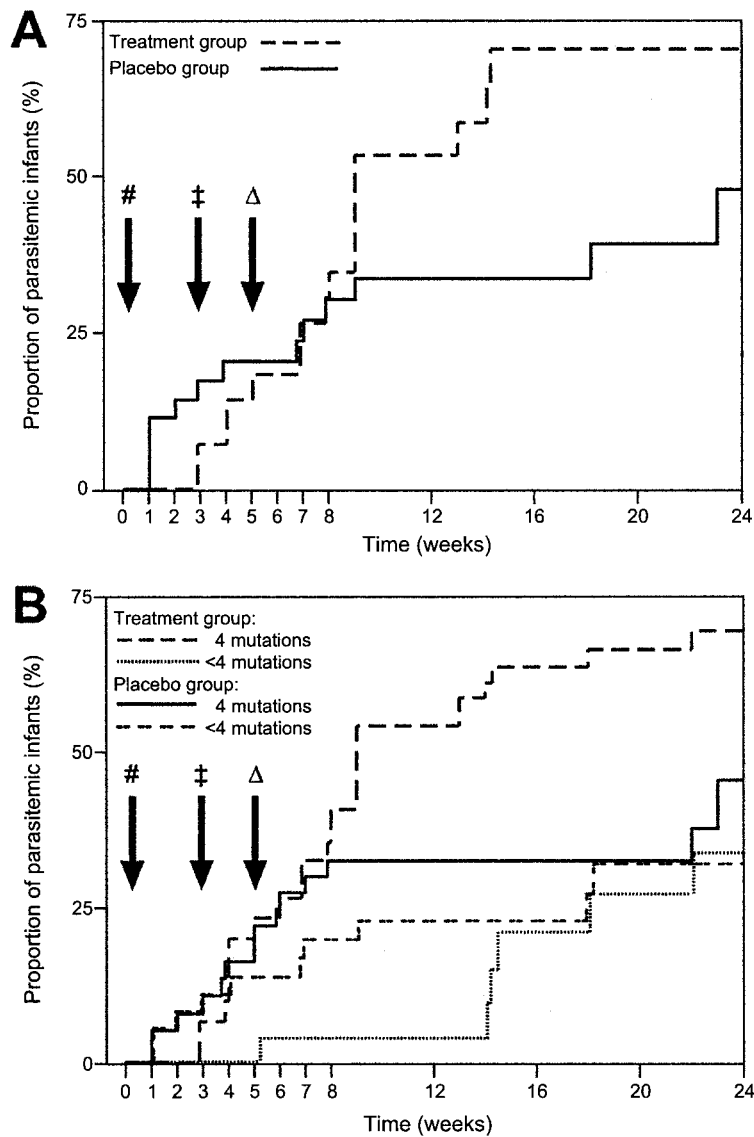 A
Proportion of parasitemic infants (%)
75
50
25
0
Treatment group
Placebo group
# ‡ Δ
0 1 2 3 4 5 6 7 8 12 16 20 24
Time (weeks)
B
Proportion of parasitemic infants (%)
75
50
25
0
Treatment group:
4 mutations
<4 mutations
Placebo group:
4 mutations
<4 mutations
# ‡ Δ
0 1 2 3 4 5 6 7 8 12 16 20 24
Time (weeks)